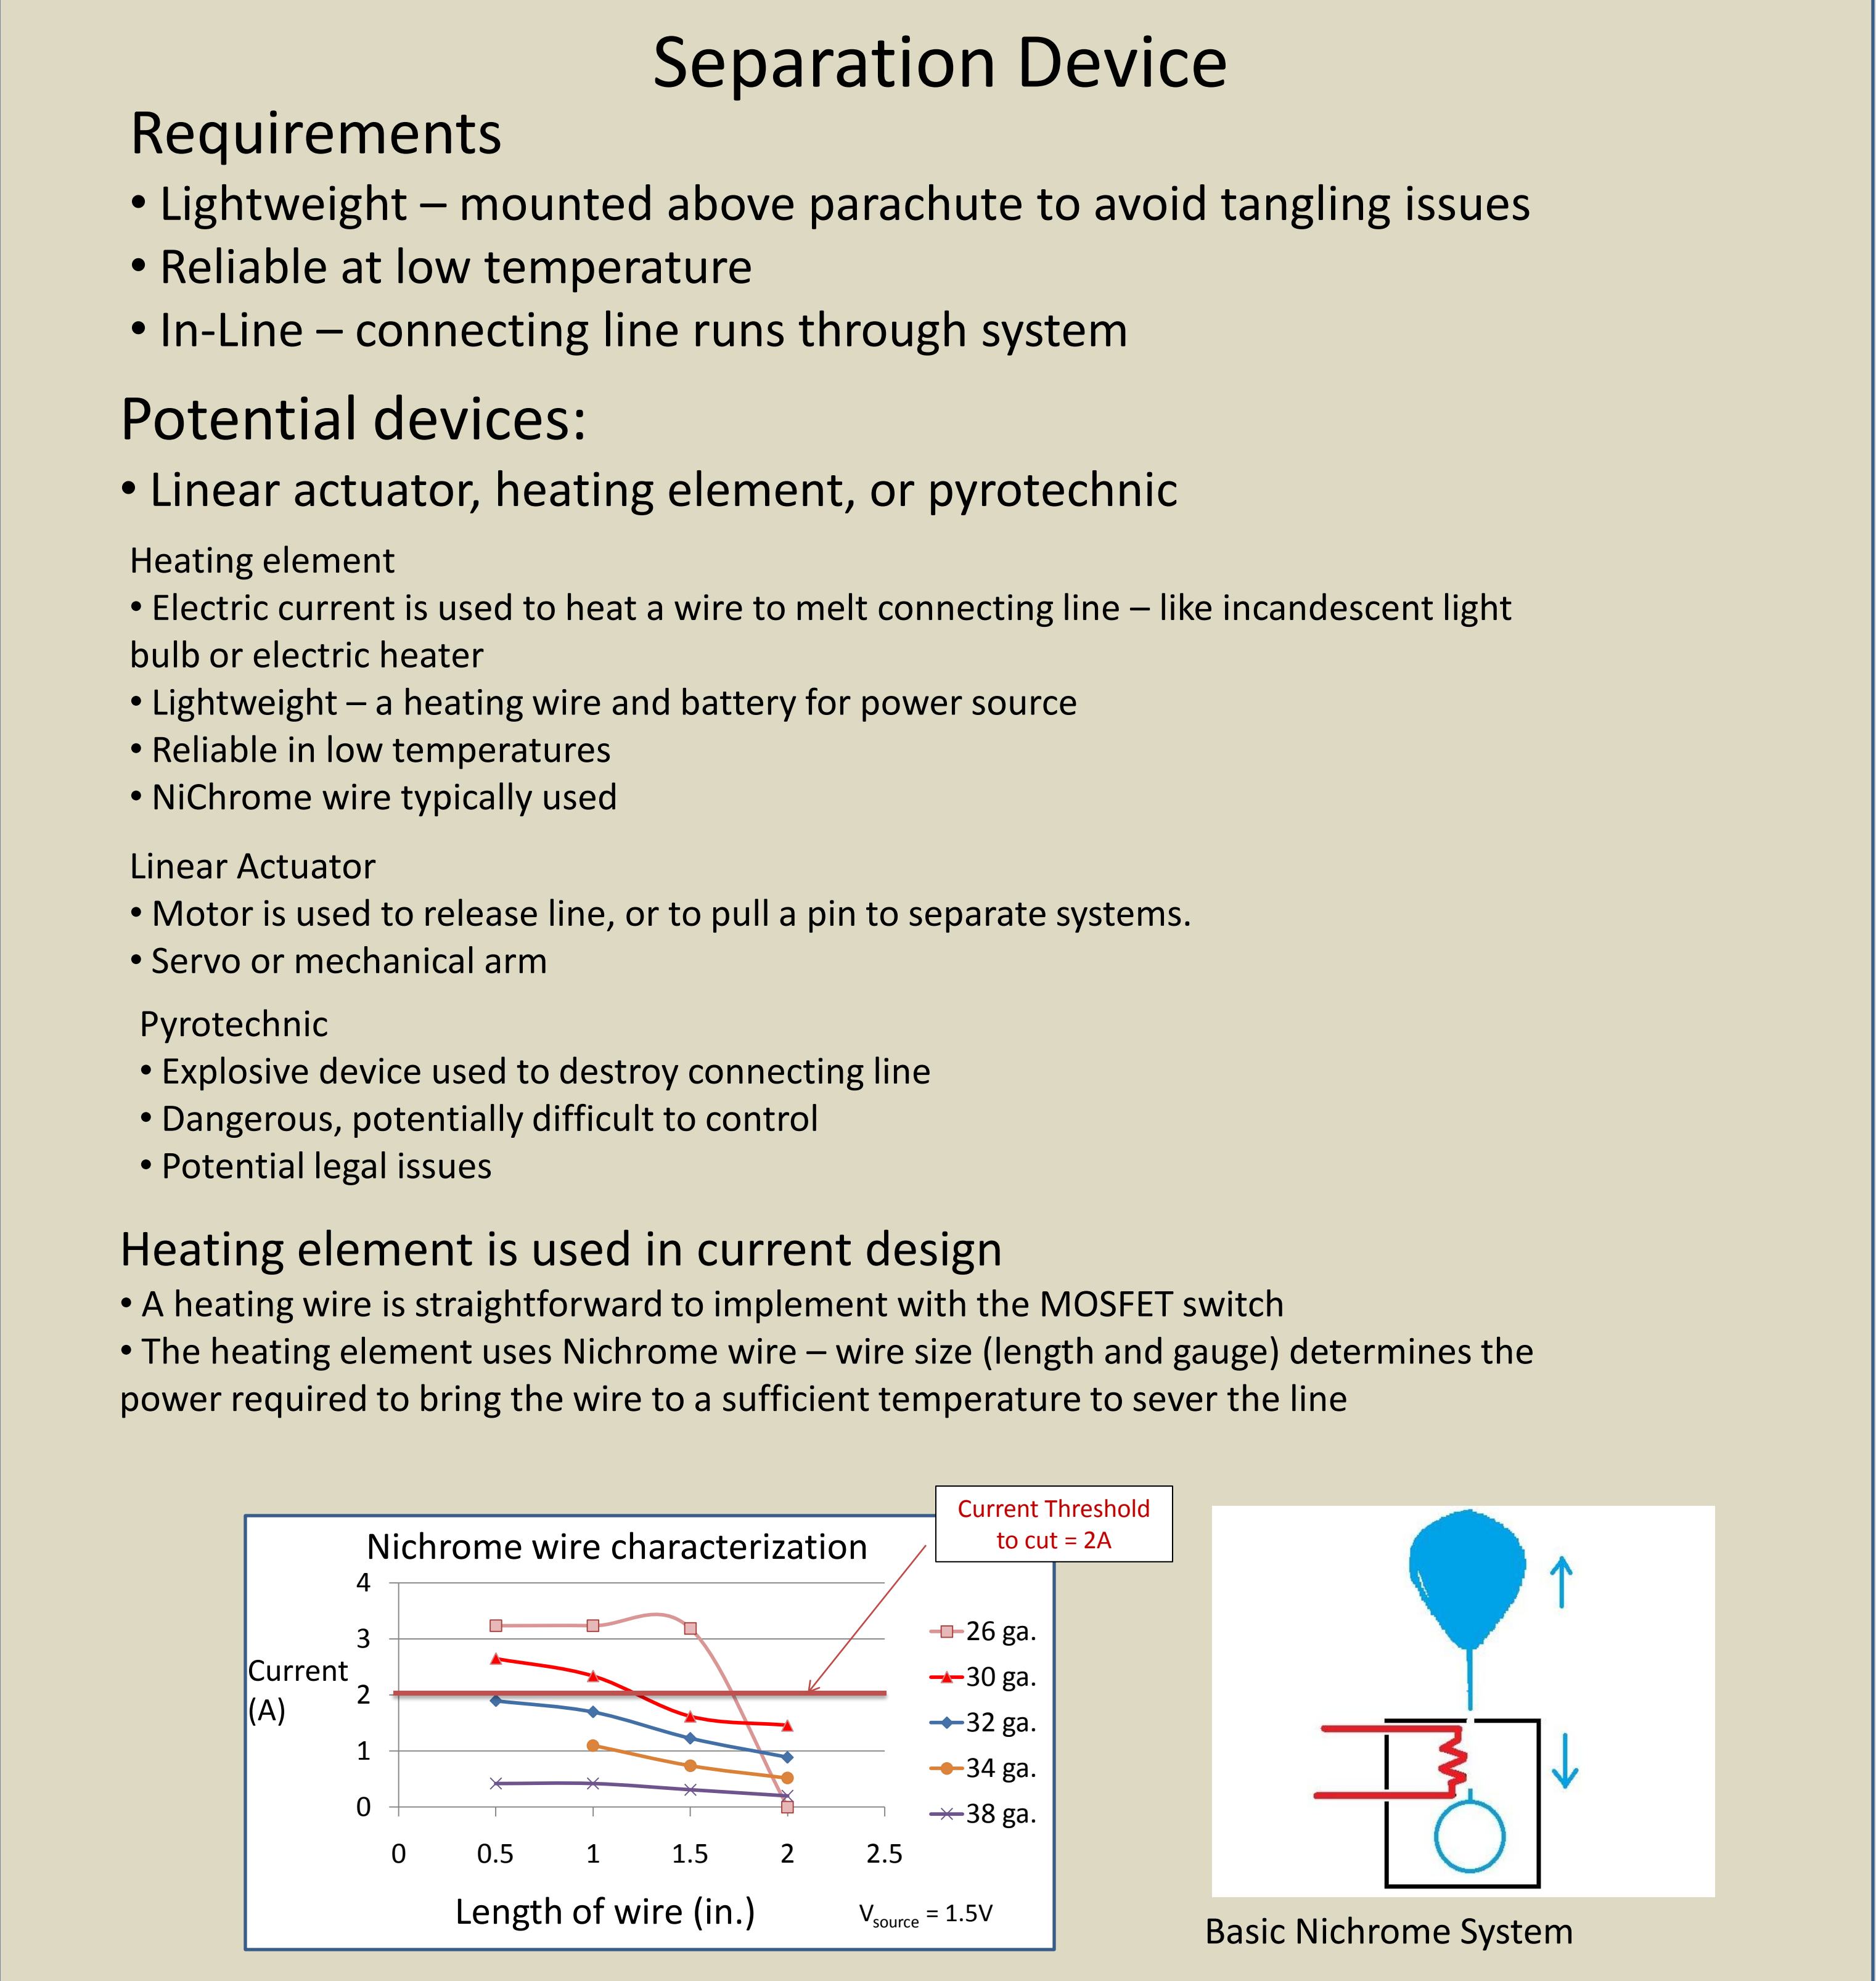 Separation Device
Requirements
• Lightweight – mounted above parachute to avoid tangling issues
• Reliable at low temperature
• In-Line – connecting line runs through system
Potential devices:
• Linear actuator, heating element, or pyrotechnic
Heating element
• Electric current is used to heat a wire to melt connecting line – like incandescent light
bulb or electric heater
• Lightweight – a heating wire and battery for power source
• Reliable in low temperatures
• NiChrome wire typically used
Linear Actuator
• Motor is used to release line, or to pull a pin to separate systems.
• Servo or mechanical arm
Pyrotechnic
• Explosive device used to destroy connecting line
• Dangerous, potentially difficult to control
• Potential legal issues
Heating element is used in current design
• A heating wire is straightforward to implement with the MOSFET switch
• The heating element uses Nichrome wire – wire size (length and gauge) determines the
power required to bring the wire to a sufficient temperature to sever the line
Current Threshold
to cut = 2A
Nichrome wire characterization
4
3
2
1
0
Current
(A)
0 0.5 1 1.5 2 2.5
Length of wire (in.)
Vsource = 1.5V
26 ga.
30 ga.
32 ga.
34 ga.
38 ga.
Basic Nichrome System